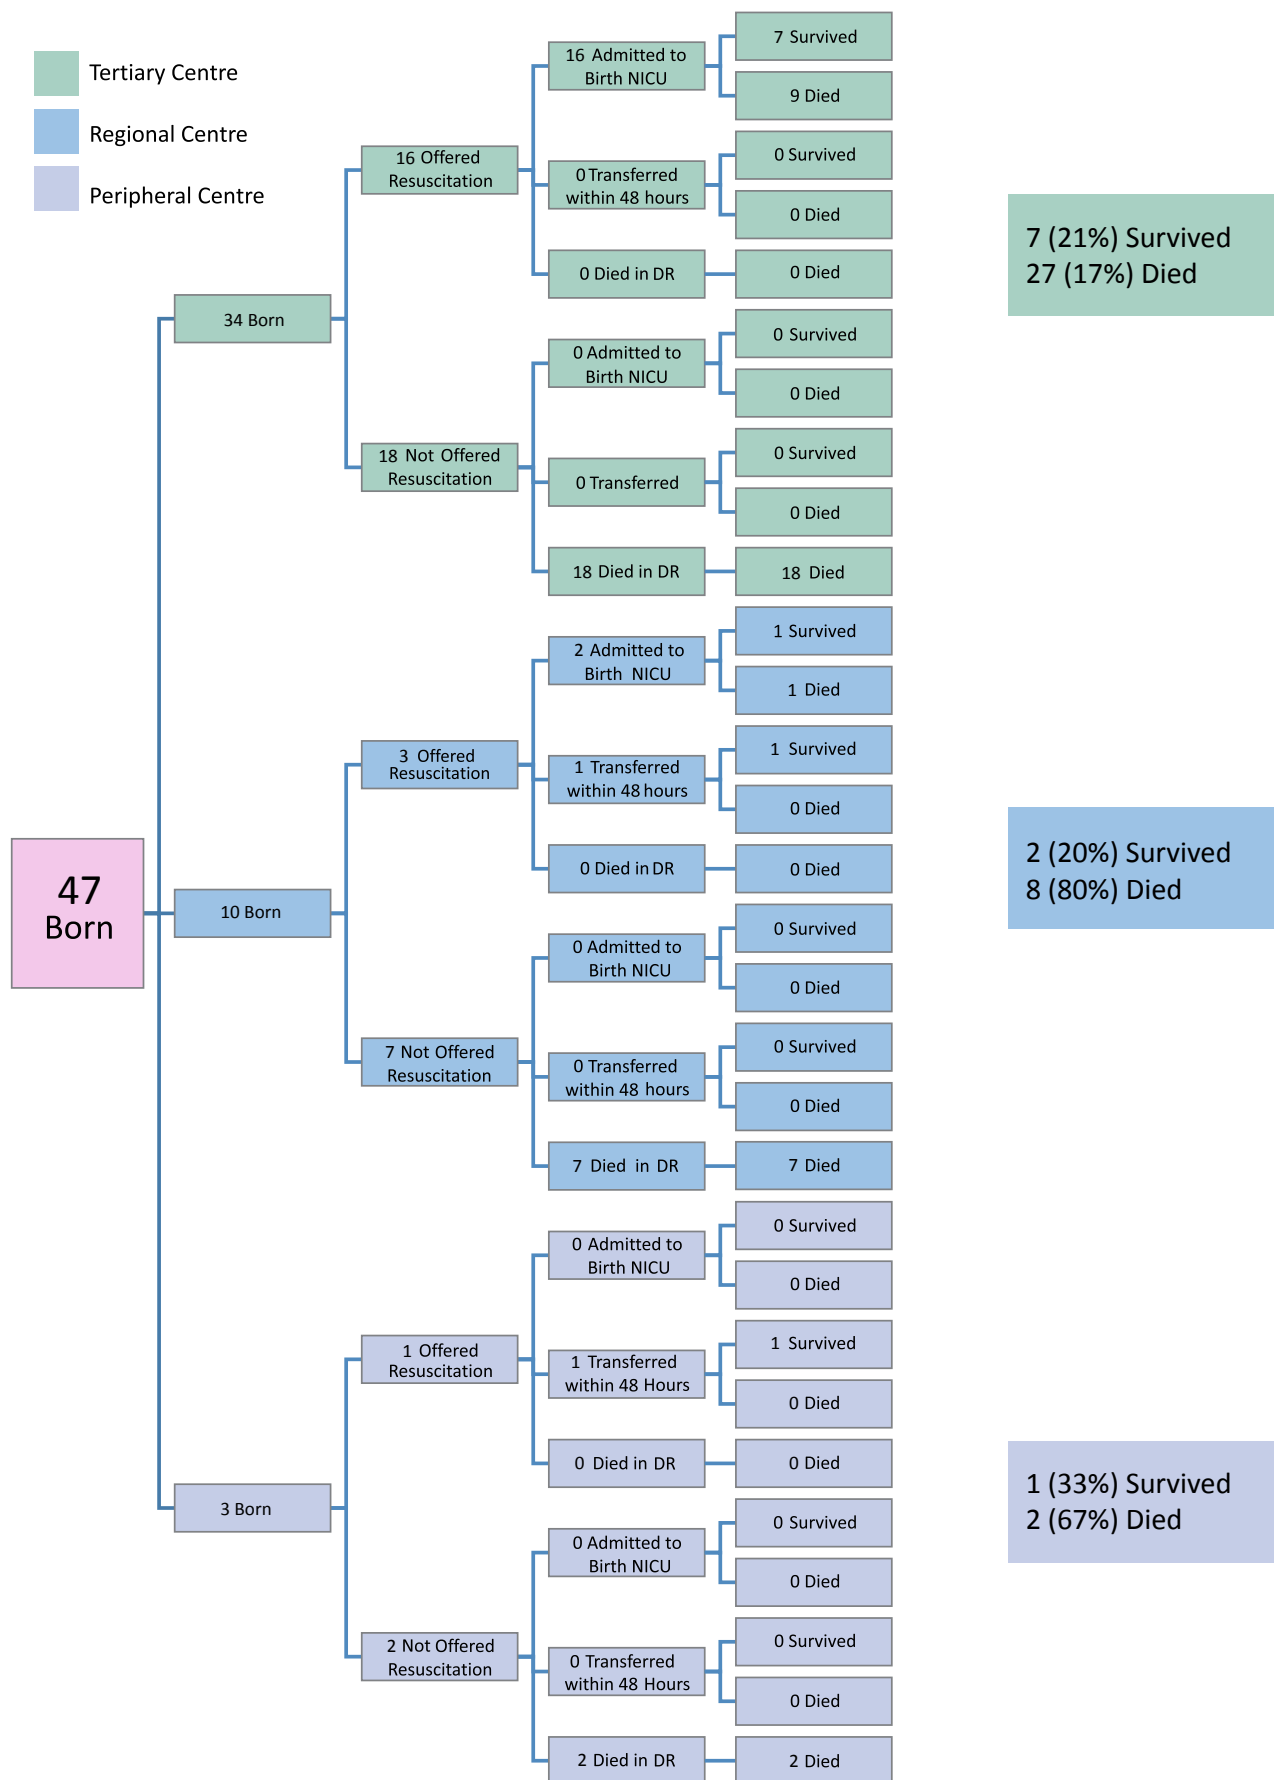 Tertiary Centre
Regional Centre
Peripheral Centre
47
Born
34 Born
16 Offered
Resuscitation
16 Admitted to
Birth NICU
7 Survived
9 Died
0 Transferred
within 48 hours
0 Survived
0 Died
0 Died in DR
0 Died
18 Not Offered
Resuscitation
0 Admitted to
Birth NICU
0 Survived
0 Died
0 Transferred
0 Survived
0 Died
18 Died in DR
18 Died
7 (21%) Survived
27 (17%) Died
10 Born
3 Offered
Resuscitation
2 Admitted to
Birth NICU
1 Survived
1 Died
1 Transferred
within 48 hours
1 Survived
0 Died
0 Died in DR
0 Died
7 Not Offered
Resuscitation
0 Admitted to
Birth NICU
0 Survived
0 Died
0 Transferred
within 48 hours
0 Survived
0 Died
7 Died in DR
7 Died
2 (20%) Survived
8 (80%) Died
3 Born
1 Offered
Resuscitation
0 Admitted to
Birth NICU
0 Survived
0 Died
1 Transferred
within 48 Hours
1 Survived
0 Died
0 Died in DR
0 Died
2 Not Offered
Resuscitation
0 Admitted to
Birth NICU
0 Survived
0 Died
0 Transferred
within 48 Hours
0 Survived
0 Died
2 Died in DR
2 Died
1 (33%) Survived
2 (67%) Died